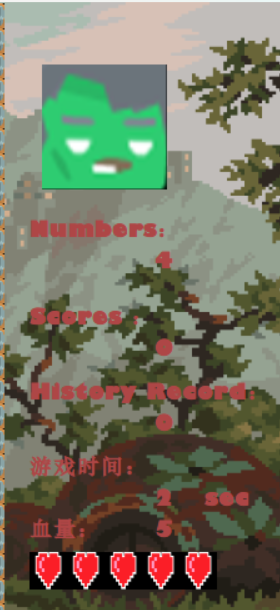 Numbers:
4
Scores :
0
History Record:
0
游戏时间:
2 sec
血量: 5